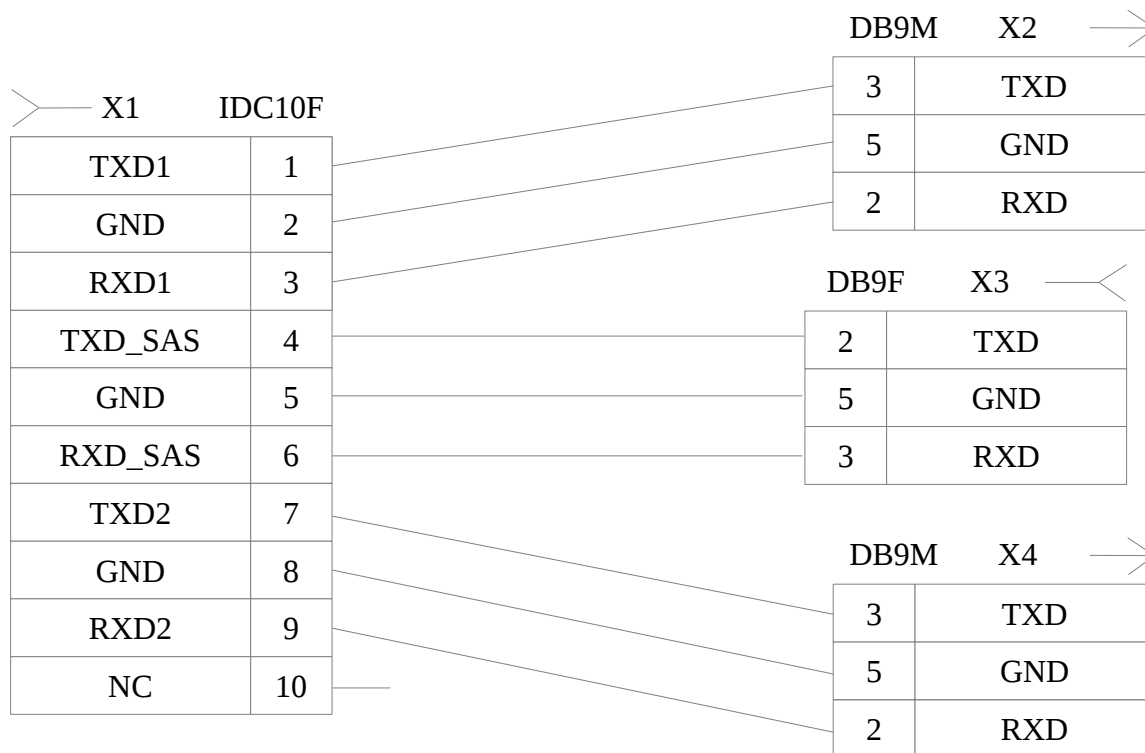 X1 IDC10F
TXD1 1
GND 2
RXD1 3
TXD_SAS 4
GND 5
RXD_SAS 6
TXD2 7
GND 8
RXD2 9
NC 10
DB9M X2
3 TXD
5 GND
2 RXD
DB9F X3
2 TXD
5 GND
3 RXD
DB9M X4
3 TXD
5 GND
2 RXD